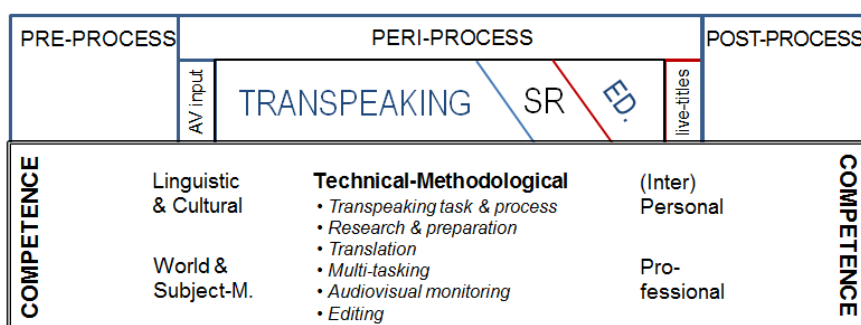 PRE-PROCESS
PERI-PROCESS
POST-PROCESS
AV input
TRANSPEAKING
SR
ED.
live-titles
COMPETENCE
Linguistic
& Cultural
World &
Subject-M.
Technical-Methodological
• Transpeaking task & process
• Research & preparation
• Translation
• Multi-tasking
• Audiovisual monitoring
• Editing
(Inter)
Personal
Pro-
fessional
COMPETENCE